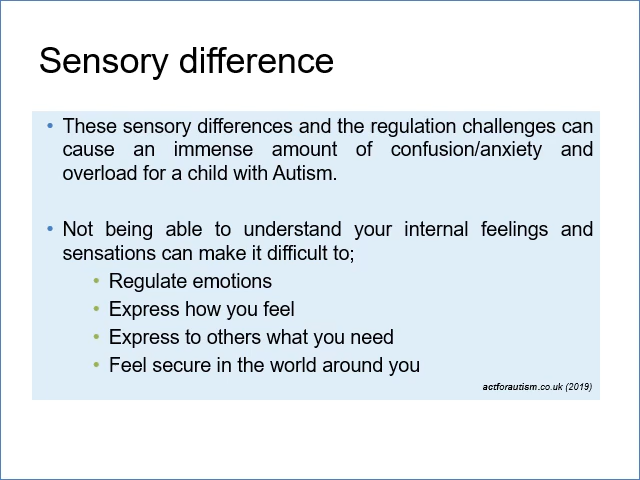 Sensory difference
• These sensory differences and the regulation challenges can
cause an immense amount of confusion/anxiety and
overload for a child with Autism.
• Not being able to understand your internal feelings and
sensations can make it difficult to;
• Regulate emotions
• Express how you feel
• Express to others what you need
• Feel secure in the world around you
actforautism.co.uk (2019)